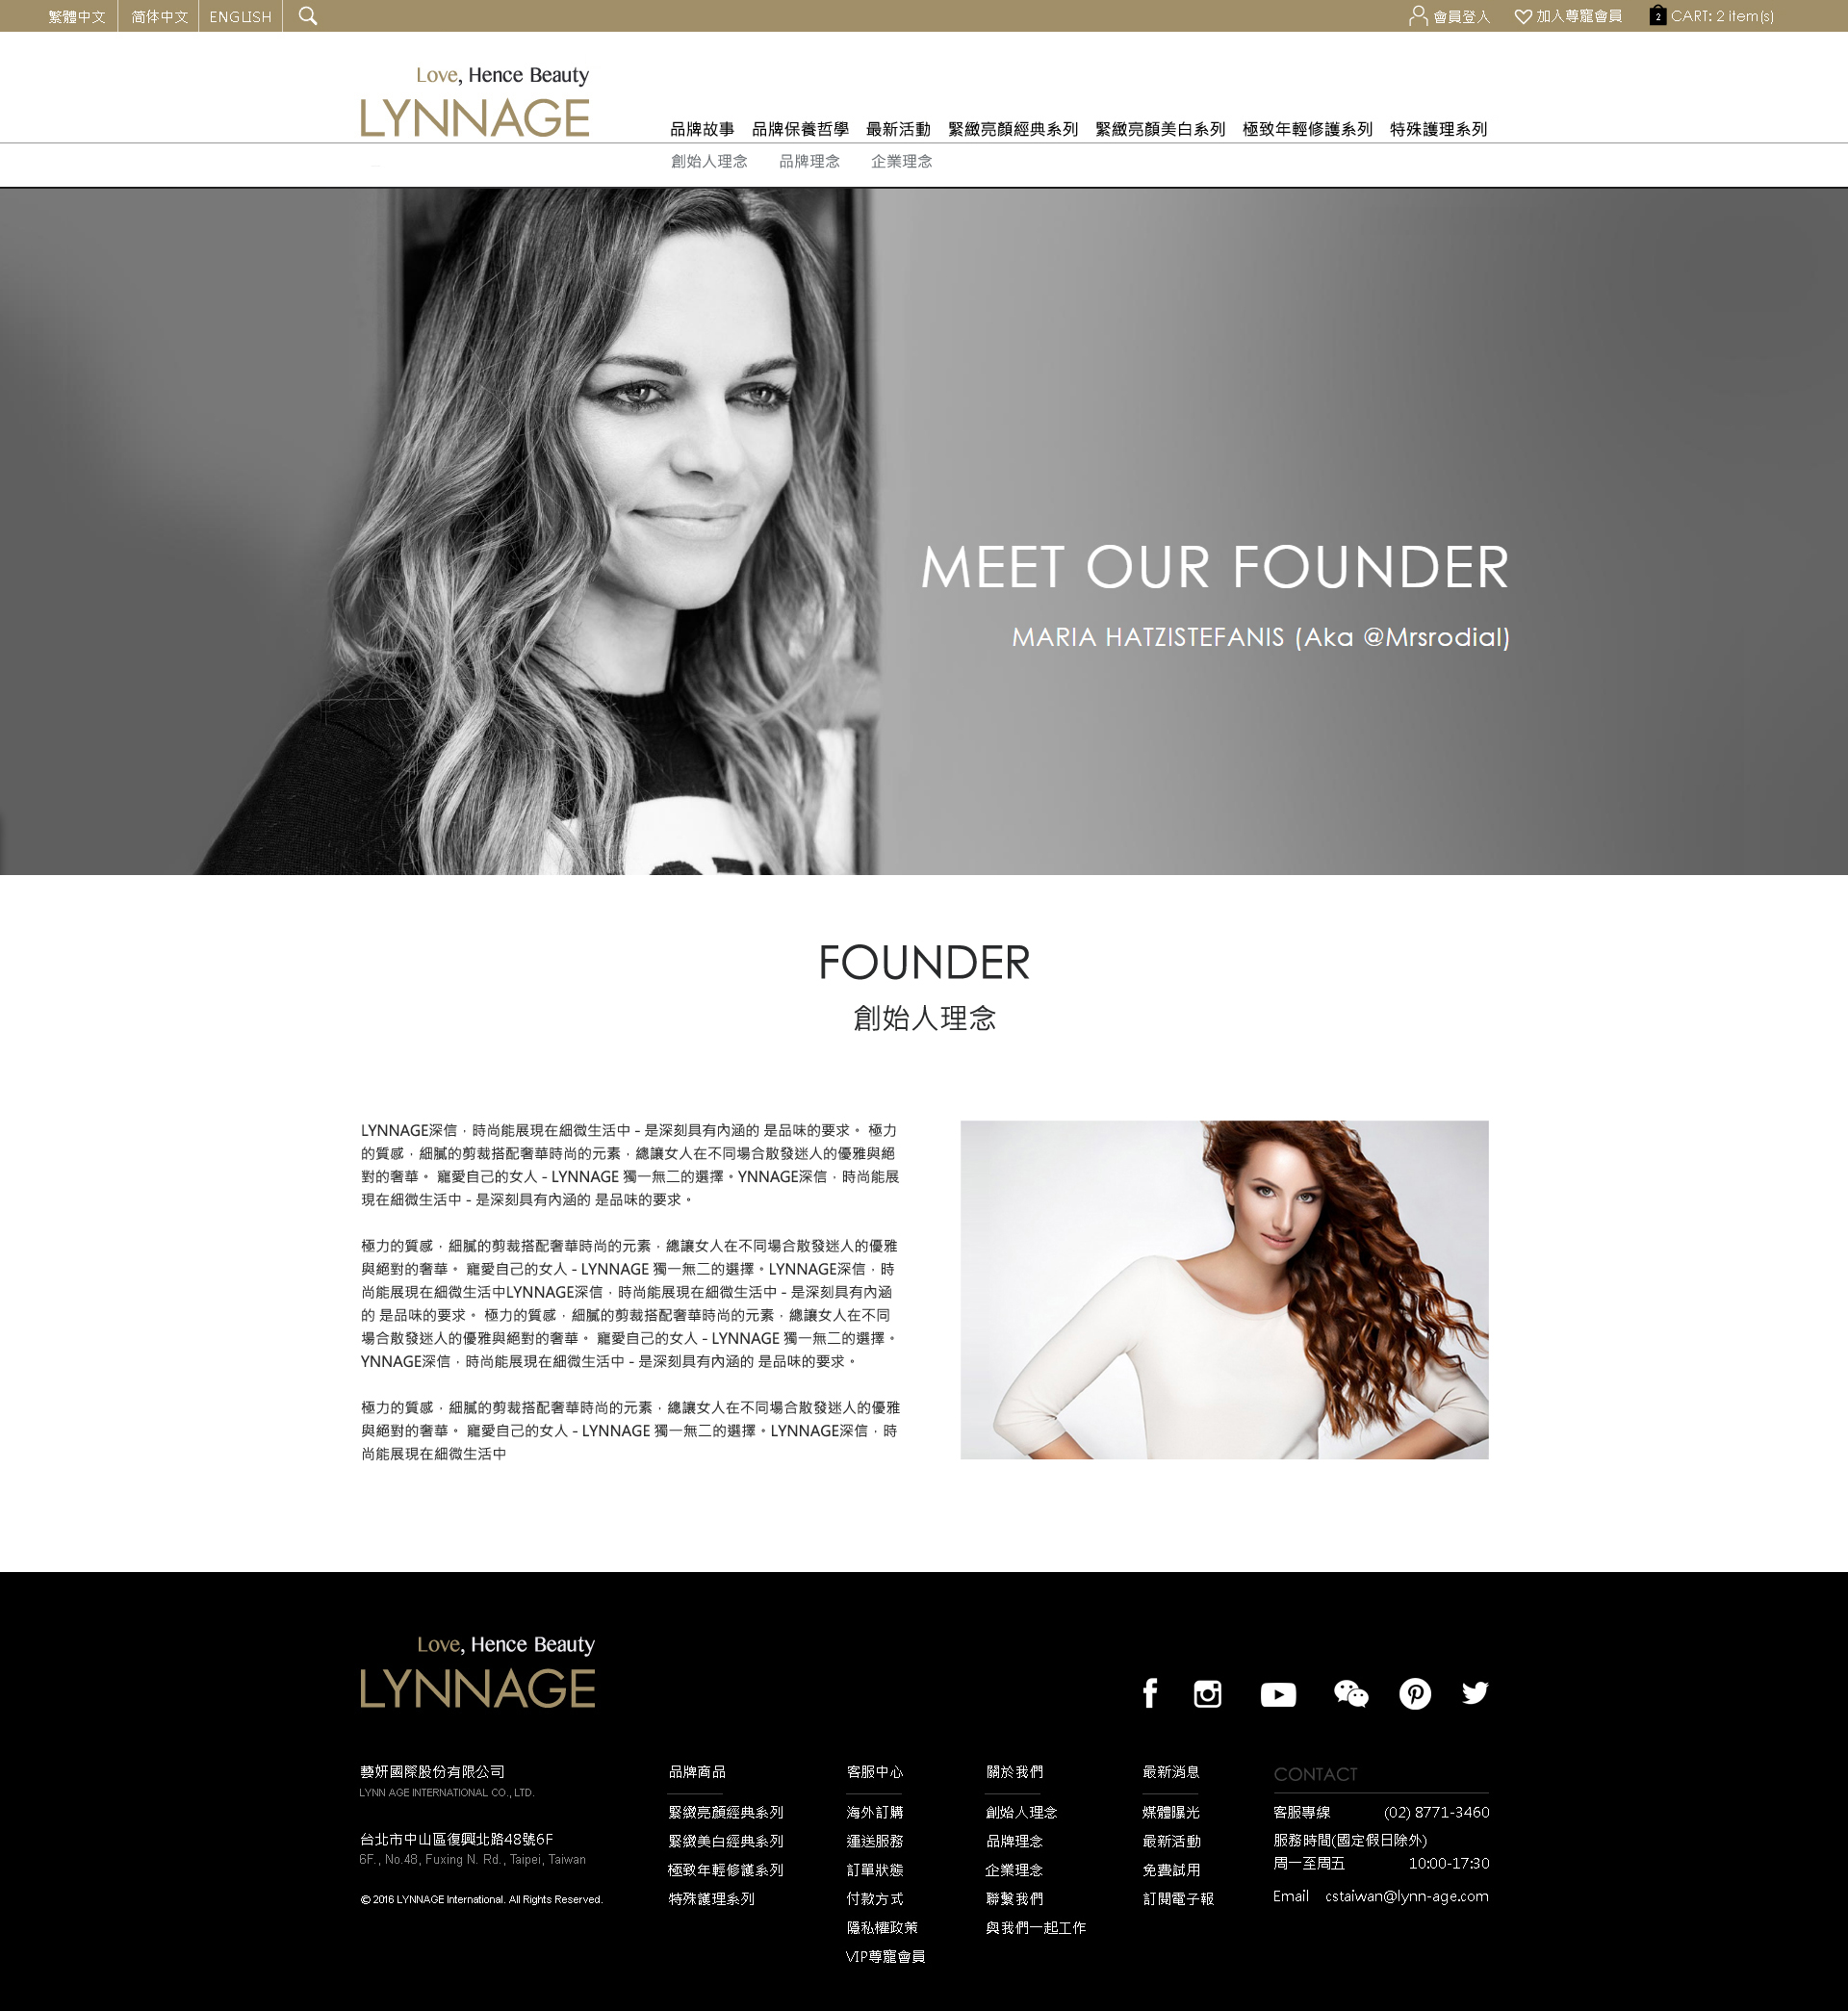 繁體中文
简体中文
ENGLISH
會員登入
加入尊寵會員
2
CART: 2 item(s)
Love, Hence Beauty
LYNNAGE
品牌故事 品牌保養哲學 最新活動 緊緻亮顏經典系列 緊緻亮顏美白系列 極致年輕修護系列 特殊護理系列
創始人理念 品牌理念 企業理念
MEET OUR FOUNDER
MARIA HATZISTEFANIS (Aka @Mrsrodial)
FOUNDER
創始人理念
LYNNAGE深信，時尚能展現在細微生活中 - 是深刻具有內涵的 是品味的要求。 極力
的質感，細膩的剪裁搭配奢華時尚的元素，總讓女人在不同場合散發迷人的優雅與絕
對的奢華。 寵愛自己的女人 - LYNNAGE 獨一無二的選擇。YNNAGE深信，時尚能展
現在細微生活中 - 是深刻具有內涵的 是品味的要求。
極力的質感，細膩的剪裁搭配奢華時尚的元素，總讓女人在不同場合散發迷人的優雅
與絕對的奢華。 寵愛自己的女人 - LYNNAGE 獨一無二的選擇。LYNNAGE深信，時
尚能展現在細微生活中LYNNAGE深信，時尚能展現在細微生活中 - 是深刻具有內涵
的 是品味的要求。 極力的質感，細膩的剪裁搭配奢華時尚的元素，總讓女人在不同
場合散發迷人的優雅與絕對的奢華。 寵愛自己的女人 - LYNNAGE 獨一無二的選擇。
YNNAGE深信，時尚能展現在細微生活中 - 是深刻具有內涵的 是品味的要求。
極力的質感，細膩的剪裁搭配奢華時尚的元素，總讓女人在不同場合散發迷人的優雅
與絕對的奢華。 寵愛自己的女人 - LYNNAGE 獨一無二的選擇。LYNNAGE深信，時
尚能展現在細微生活中
Love, Hence Beauty
LYNNAGE
藝妍國際股份有限公司
LYNN AGE INTERNATIONAL CO., LTD.
台北市中山區復興北路48號6F
6F., No.48, Fuxing N. Rd., Taipei, Taiwan
© 2016 LYNNAGE International. All Rights Reserved.
品牌商品
緊緻亮顏經典系列
緊緻美白經典系列
極致年輕修護系列
特殊護理系列
客服中心
海外訂購
運送服務
訂單狀態
付款方式
隱私權政策
VIP尊寵會員
關於我們
創始人理念
品牌理念
企業理念
聯繫我們
與我們一起工作
最新消息
媒體曝光
最新活動
免費試用
訂閱電子報
CONTACT
客服專線 (02) 8771-3460
服務時間(國定假日除外)
周一至周五 10:00-17:30
Email cstaiwan@lynn-age.com